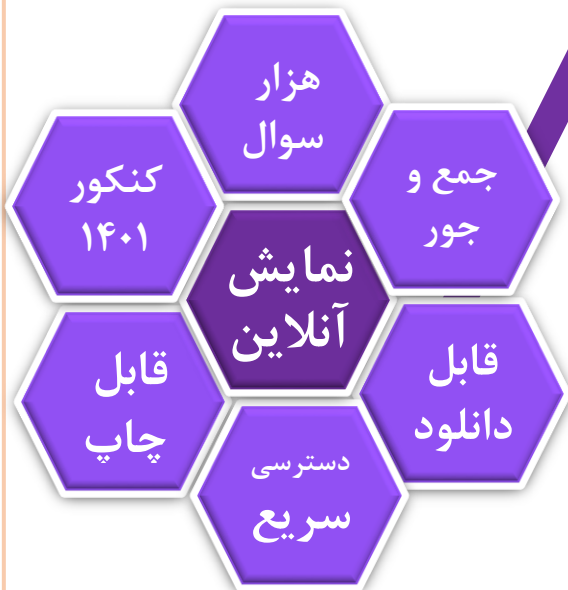 هزار
سوال
جمع و
جور
کنکور
۱۴۰۱
نمایش
آنلاین
قابل
دانلود
قابل
چاپ
دسترسی
سریع